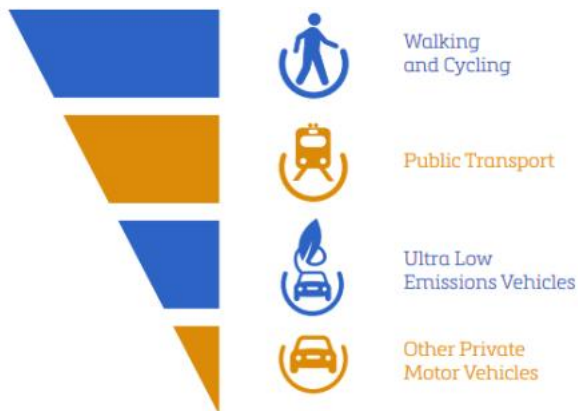 Walking
and Cycling
Public Transport
Ultra Low
Emissions Vehicles
Other Private
Motor Vehicles